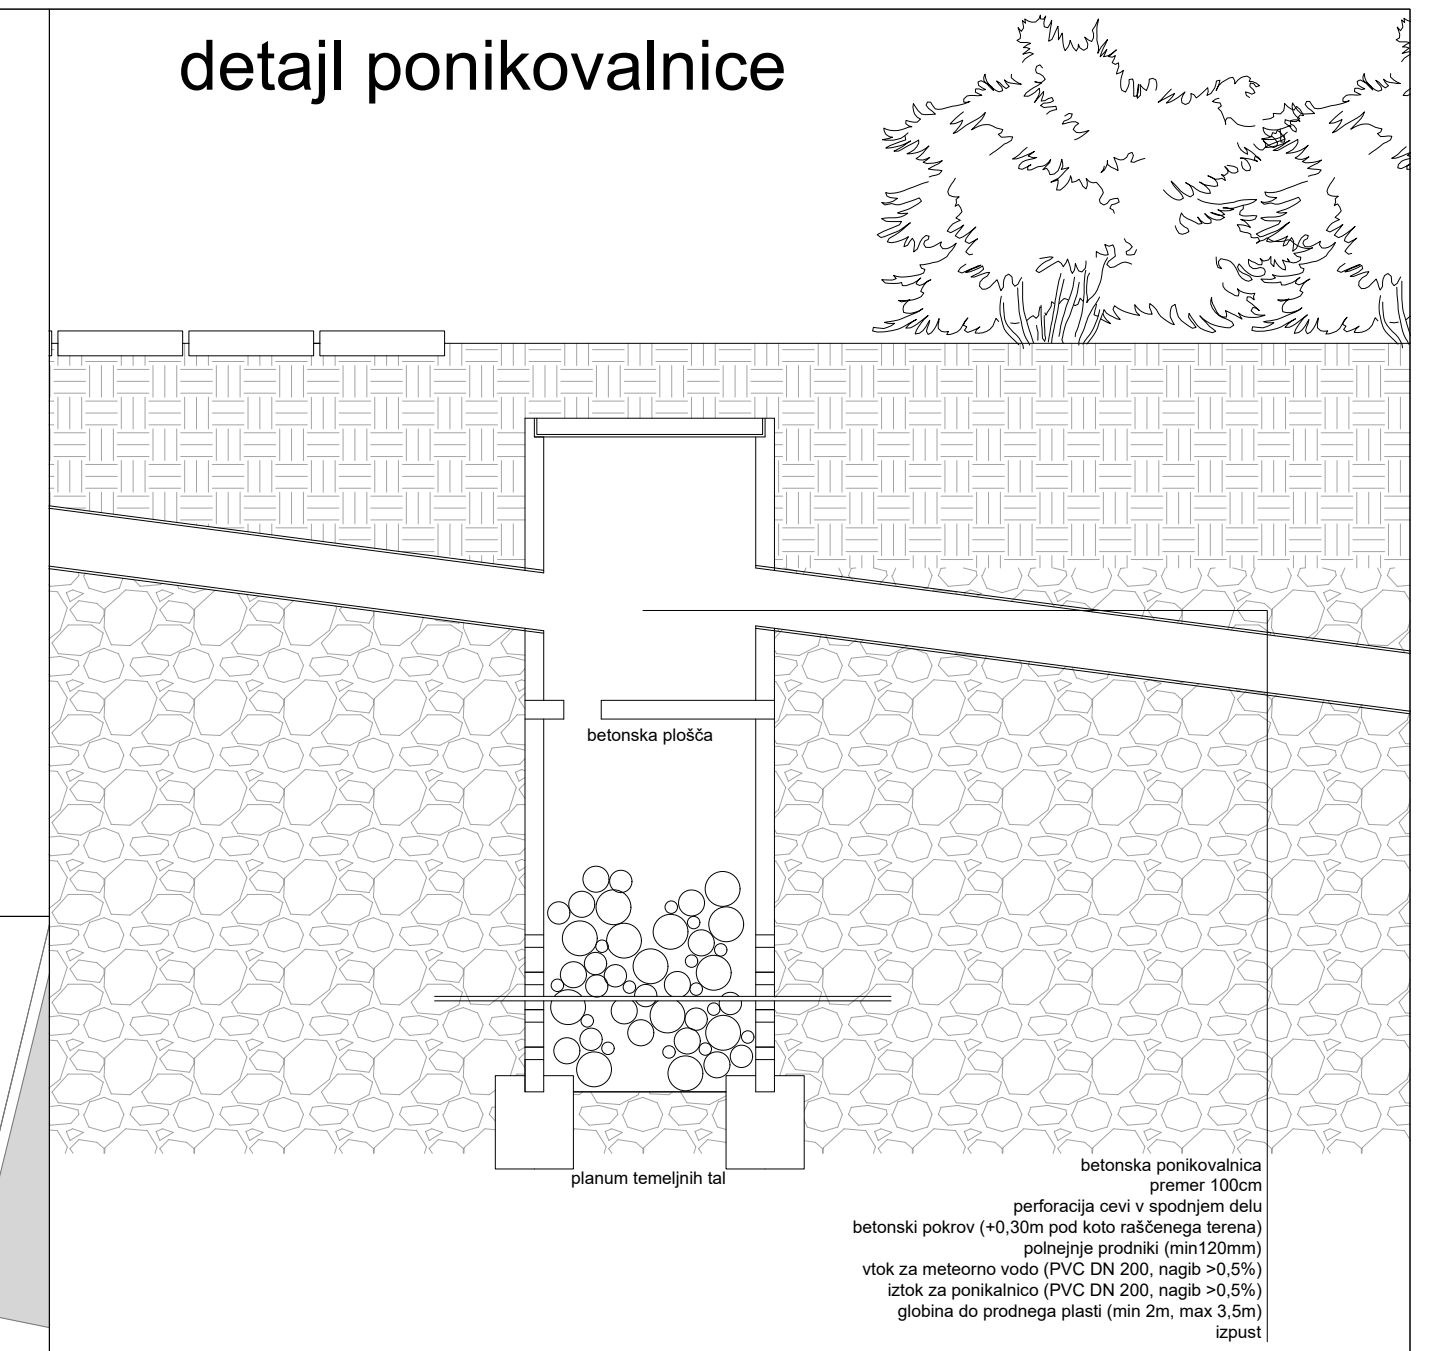 detajl ponikovalnice
betonska plošča
planum temeljnih tal
betonska ponikovalnica
premer 100cm
perforacija cevi v spodnjem delu
betonski pokrov (+0,30m pod koto raščenega terena)
polnejnje prodniki (min120mm)
vtok za meteorno vodo (PVC DN 200, nagib >0,5%)
iztok za ponikalnico (PVC DN 200, nagib >0,5%)
globina do prodnega plasti (min 2m, max 3,5m)
izpust